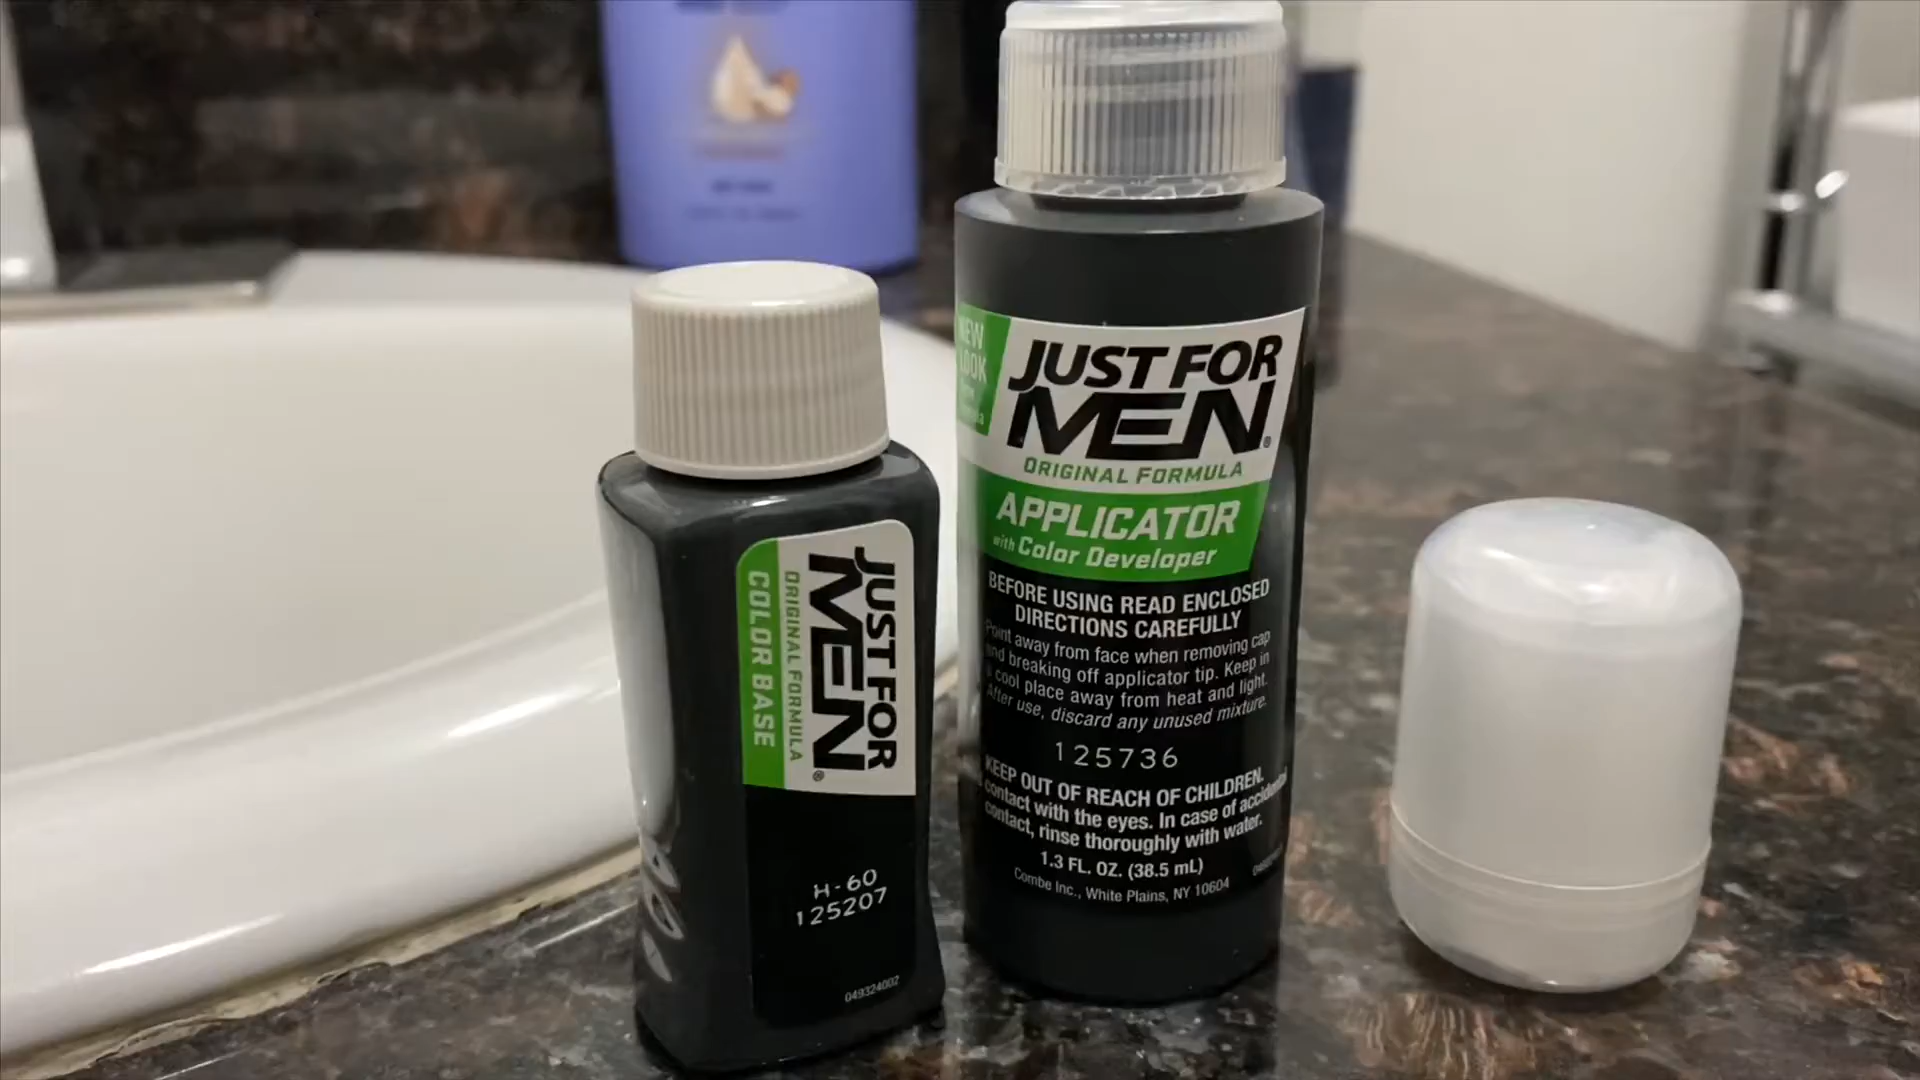 JUST FOR
MEN®
ORIGINAL FORMULA
COLOR BASE
H-60
125207
049324002
NEW
LOOK
JUST FOR
MEN®
ORIGINAL FORMULA
APPLICATOR
with Color Developer
BEFORE USING READ ENCLOSED
DIRECTIONS CAREFULLY
Point away from face when removing cap
and breaking off applicator tip. Keep in
cool place away from heat and light.
After use, discard any unused mixture.
125736
KEEP OUT OF REACH OF CHILDREN.
contact with the eyes. In case of accidental
contact, rinse thoroughly with water.
1.3 FL. OZ. (38.5 mL)
Combe Inc., White Plains, NY 10604